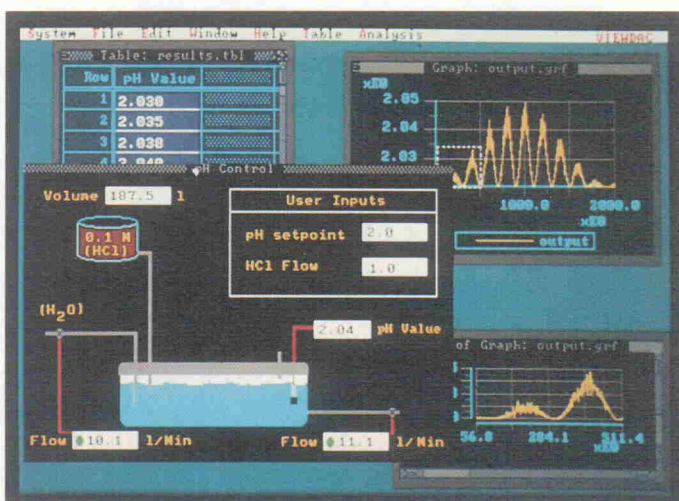 System File Edit Window Help Table Analysis VIEWDAC
Table: results.tbl
Row pH Value
1 2.030
2 2.035
3 2.038
4 2.040
Graph: output.grf
xE0
2.05
2.04
2.03
1000.0 2000.0
xE0
output
pH Control
Volume 187.5 l
0.1 M
(HCl)
User Inputs
pH setpoint 2.0
HCl Flow 1.0
(H2O)
2.04 pH Value
Flow 10.1 l/Min
Flow 11.1 l/Min
of Graph: output.grf
56.8 284.1 511.4
xE0